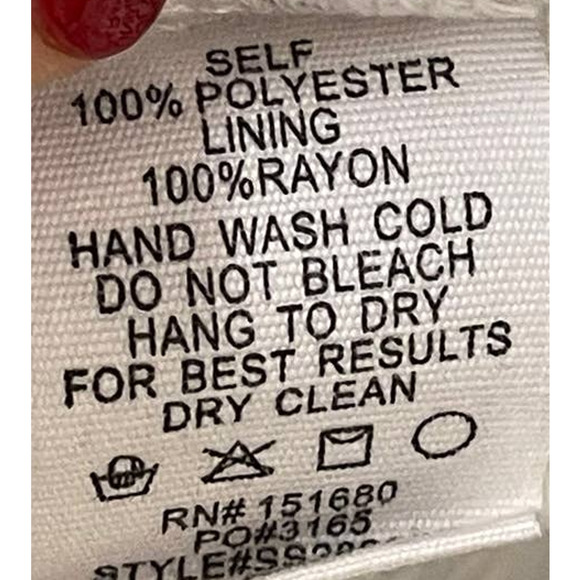 SELF
100% POLYESTER
LINING
100%RAYON
HAND WASH COLD
DO NOT BLEACH
HANG TO DRY
FOR BEST RESULTS
DRY CLEAN
RN# 151680
PO#3165